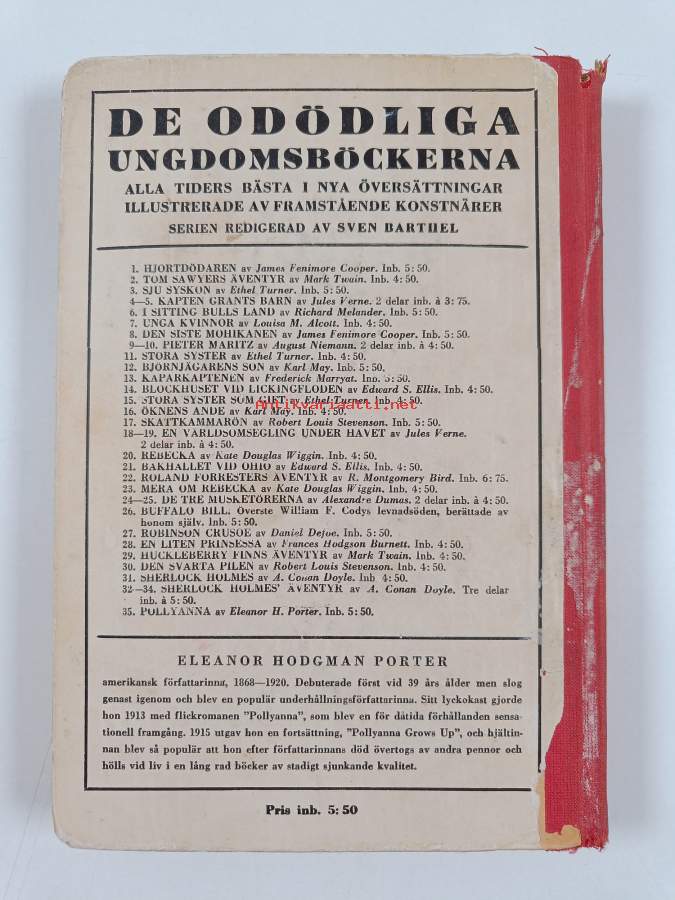 DE ODÖDLIGA
UNGDOMSBÖCKERNA
ALLA TIDERS BÄSTA I NYA ÖVERSÄTTNINGAR
ILLUSTRERADE AV FRAMSTÅENDE KONSTNÄRER
SERIEN REDIGERAD AV SVEN BARTHEL
1. HJORTDÖDAREN av James Fenimore Cooper. Inb. 5:50.
2. TOM SAWYERS ÄVENTYR av Mark Twain. Inb. 4:50.
3. SJU SYSKON av Ethel Turner. Inb. 5:50.
4—5. KAPTEN GRANTS BARN av Jules Verne. 2 delar inb. à 3:75.
6. I SITTING BULLS LAND av Richard Melander. Inb. 5:50.
7. UNGA KVINNOR av Louisa M. Alcott. Inb. 4:50.
8. DEN SISTE MOHIKANEN av James Fenimore Cooper. Inb. 5:50.
9—10. PIETER MARITZ av August Niemann. 2 delar inb. à 4:50.
11. STORA SYSTER av Ethel Turner. Inb. 4:50.
12. BJÖRNJÄGARENS SON av Karl May. Inb. 5:50.
13. KAPARKAPTENEN av Frederick Marryat. Inb. 5:50.
14. BLOCKHUSET VID LICKINGFLODEN av Edward S. Ellis. Inb. 4:50.
15. STORA SYSTER SOM GIFT av Ethel Turner. Inb. 4:50.
Antikvariaatti.net
16. ÖKNENS ANDE av Karl May. Inb. 4:50.
17. SKATTKAMMARÖN av Robert Louis Stevenson. Inb. 5:50.
18—19. EN VÄRLDSOMSEGLING UNDER HAVET av Jules Verne.
2 delar inb. à 4:50.
20. REBECKA av Kate Douglas Wiggin. Inb. 4:50.
21. BAKHÅLLET VID OHIO av Edward S. Ellis. Inb. 4:50.
22. ROLAND FORRESTERS ÄVENTYR av R. Montgomery Bird. Inb. 6:75.
23. MERA OM REBECKA av Kate Douglas Wiggin. Inb. 4:50.
24—25. DE TRE MUSKETÖRERNA av Alexandre Dumas. 2 delar inb. à 4:50.
26. BUFFALO BILL. Överste William F. Codys levnadsöden, berättade av
honom själv. Inb. 5:50.
27. ROBINSON CRUSOE av Daniel Defoe. Inb. 5:50.
28. EN LITEN PRINSESSA av Frances Hodgson Burnett. Inb. 4:50.
29. HUCKLEBERRY FINNS ÄVENTYR av Mark Twain. Inb. 4:50.
30. DEN SVARTA PILEN av Robert Louis Stevenson. Inb. 4:50.
31. SHERLOCK HOLMES av A. Conan Doyle. Inb 4:50.
32—34. SHERLOCK HOLMES' ÄVENTYR av A. Conan Doyle. Tre delar
inb. à 5:50.
35. POLLYANNA av Eleanor H. Porter. Inb. 5:50.
ELEANOR HODGMAN PORTER
amerikansk författarinna, 1868—1920. Debuterade först vid 39 års ålder men slog
genast igenom och blev en populär underhållningsförfattarinna. Sitt lyckokast gjorde
hon 1913 med flickromanen "Pollyanna", som blev en för dåtida förhållanden sensa-
tionell framgång. 1915 utgav hon en fortsättning, "Pollyanna Grows Up", och hjältin-
nan blev så populär att hon efter författarinnans död övertogs av andra pennor och
hölls vid liv i en lång rad böcker av stadigt sjunkande kvalitet.
Pris inb. 5:50